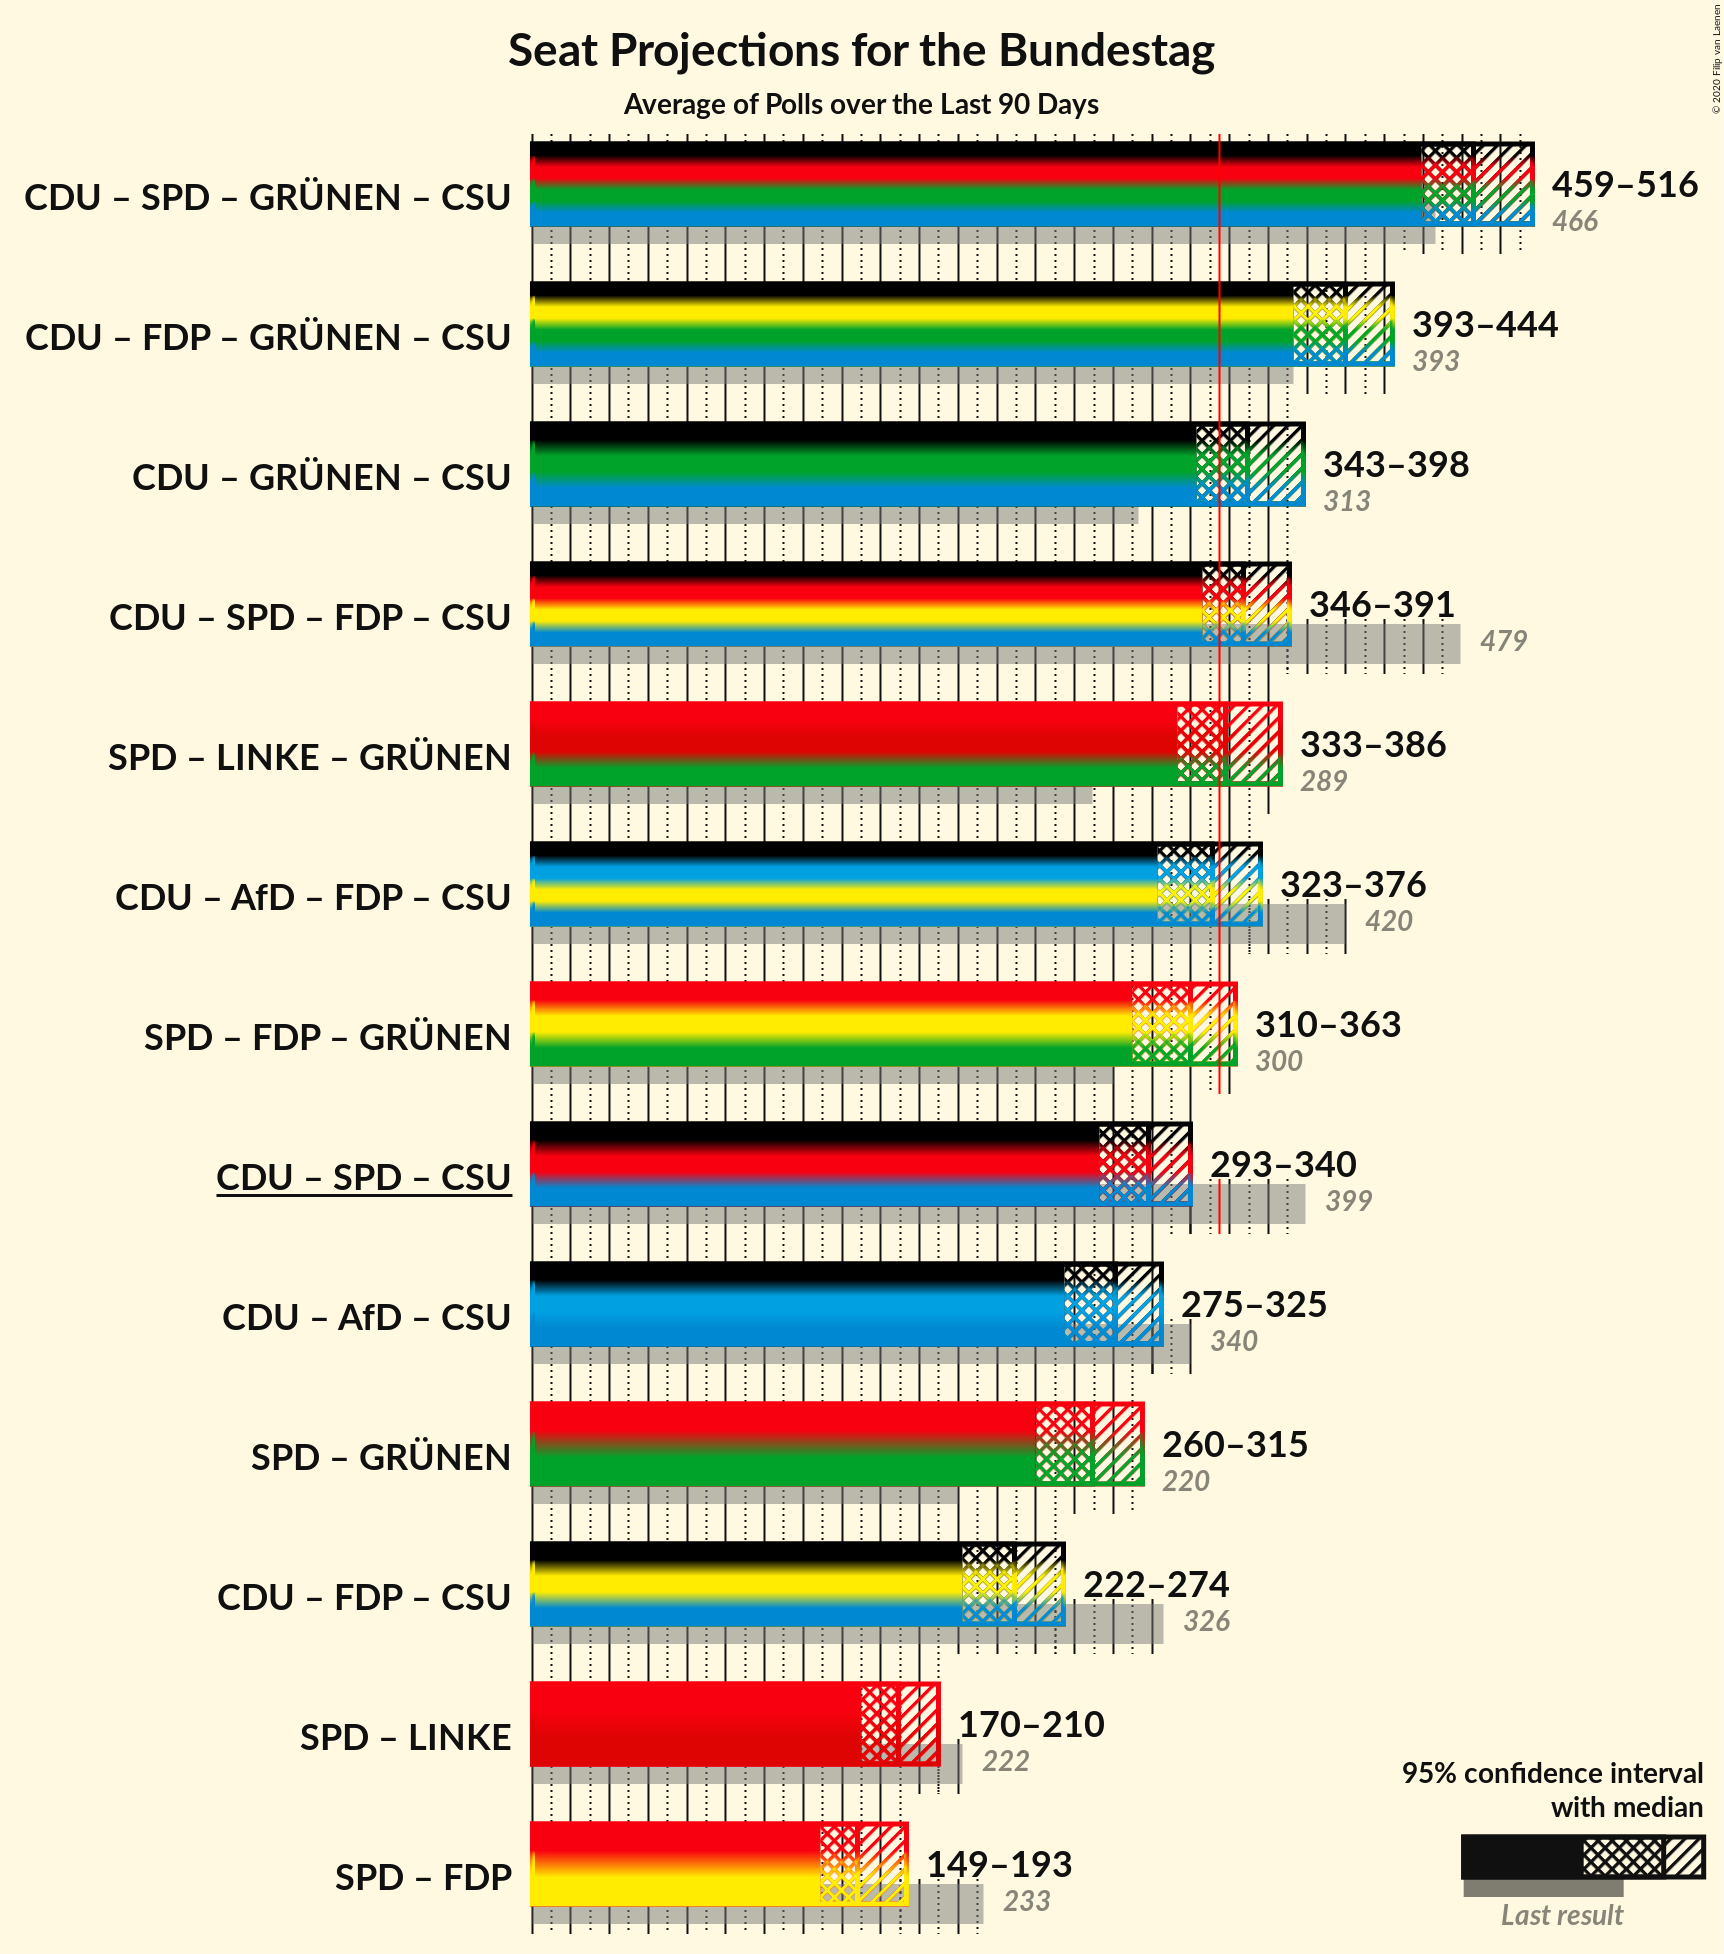 Seat Projections for the Bundestag
Average of Polls over the Last 90 Days
© 2020 Filip van Laenen
CDU – SPD – GRÜNEN – CSU
459–516
466
CDU – FDP – GRÜNEN – CSU
393–444
393
CDU – GRÜNEN – CSU
343–398
313
CDU – SPD – FDP – CSU
346–391
479
SPD – LINKE – GRÜNEN
333–386
289
CDU – AfD – FDP – CSU
323–376
420
SPD – FDP – GRÜNEN
310–363
300
CDU – SPD – CSU
293–340
399
CDU – AfD – CSU
275–325
340
SPD – GRÜNEN
260–315
220
CDU – FDP – CSU
222–274
326
SPD – LINKE
170–210
222
SPD – FDP
149–193
233
95% confidence interval
with median
Last result